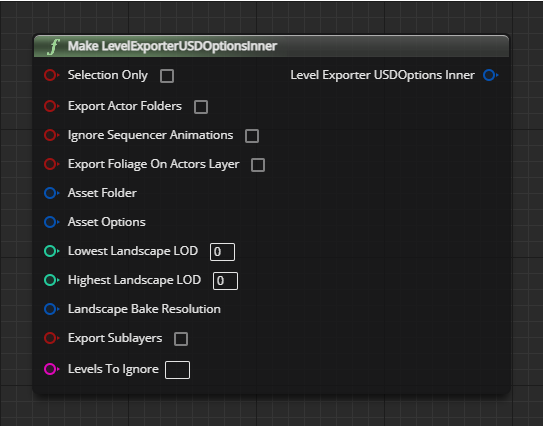 f Make LevelExporterUSDOptionsInner
Selection Only Level Exporter USDOptions Inner
Export Actor Folders
Ignore Sequencer Animations
Export Foliage On Actors Layer
Asset Folder
Asset Options
Lowest Landscape LOD 0
Highest Landscape LOD 0
Landscape Bake Resolution
Export Sublayers
Levels To Ignore